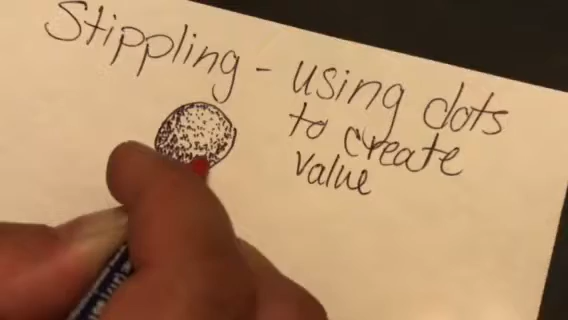 Stippling - using dots
to create
value